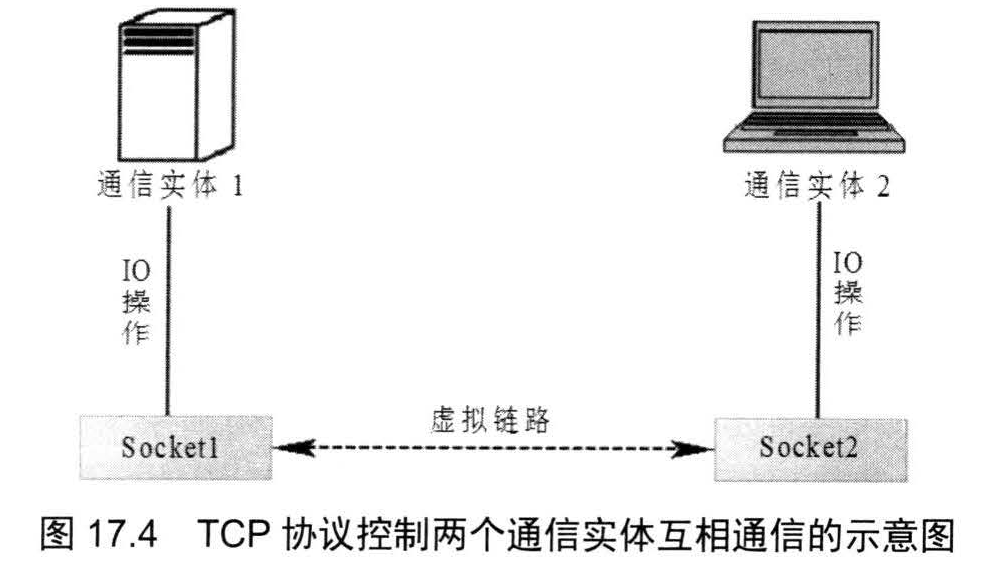 通信实体 1
通信实体 2
IO
操
作
IO
操
作
虚拟链路
Socket1
Socket2
图 17.4 TCP 协议控制两个通信实体互相通信的示意图